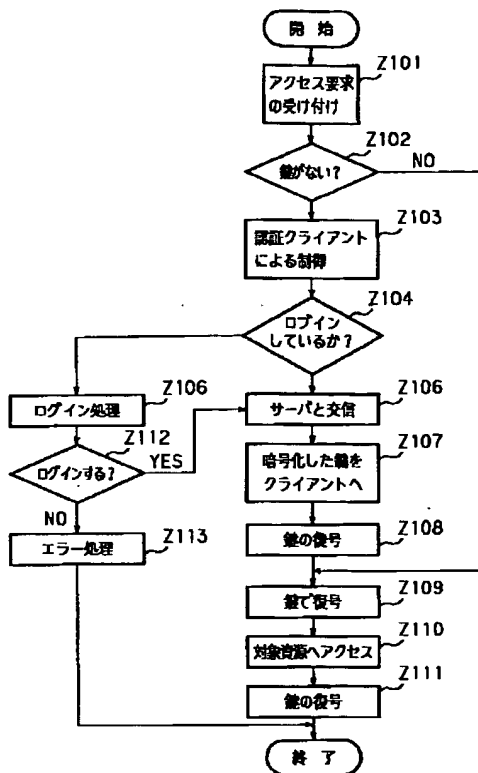 開 始
Z101
アクセス要求
の受け付け
Z102
鍵がない？
NO
Z103
認証クライアント
による制御
Z104
ログイン
しているか？
Z106
ログイン処理
Z106
サーバと交信
Z112
ログインする？
YES
Z107
暗号化した鍵を
クライアントへ
NO
Z113
エラー処理
Z108
鍵の復号
Z109
鍵で復号
Z110
対象資源へアクセス
Z111
鍵の復号
終 了